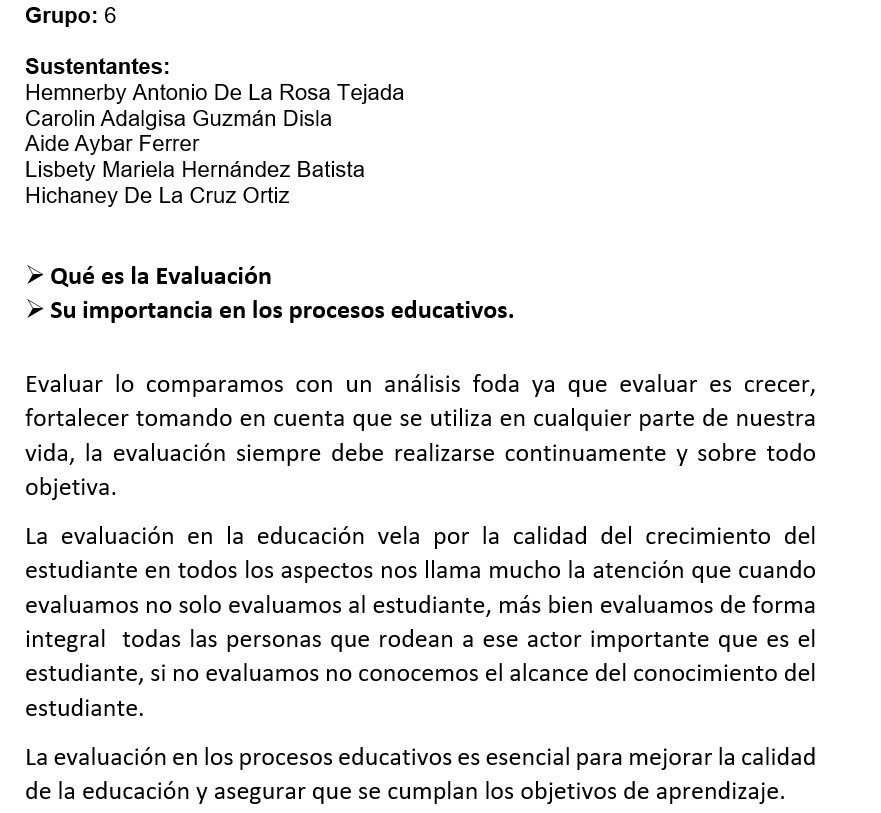 Grupo: 6
Sustentantes:
Hemnerby Antonio De La Rosa Tejada
Carolin Adalgisa Guzmán Disla
Aide Aybar Ferrer
Lisbety Mariela Hernández Batista
Hichaney De La Cruz Ortiz
➢ Qué es la Evaluación
➢ Su importancia en los procesos educativos.
Evaluar lo comparamos con un análisis foda ya que evaluar es crecer,
fortalecer tomando en cuenta que se utiliza en cualquier parte de nuestra
vida, la evaluación siempre debe realizarse continuamente y sobre todo
objetiva.
La evaluación en la educación vela por la calidad del crecimiento del
estudiante en todos los aspectos nos llama mucho la atención que cuando
evaluamos no solo evaluamos al estudiante, más bien evaluamos de forma
integral  todas las personas que rodean a ese actor importante que es el
estudiante, si no evaluamos no conocemos el alcance del conocimiento del
estudiante.
La evaluación en los procesos educativos es esencial para mejorar la calidad
de la educación y asegurar que se cumplan los objetivos de aprendizaje.